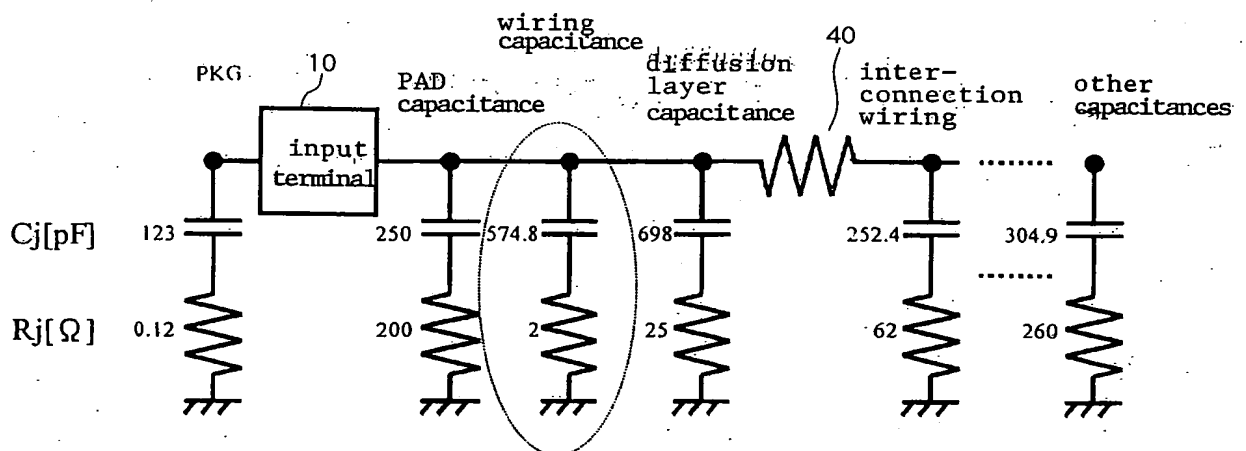 wiring
capacitance
40
10
PKG
PAD
capacitance
diffusion
layer
capacitance
inter-
connection
wiring
other
capacitances
input
terminal
Cj[pF] 123 250 574.8 698 252.4 304.9
Rj[Ω] 0.12 200 2 25 62 260